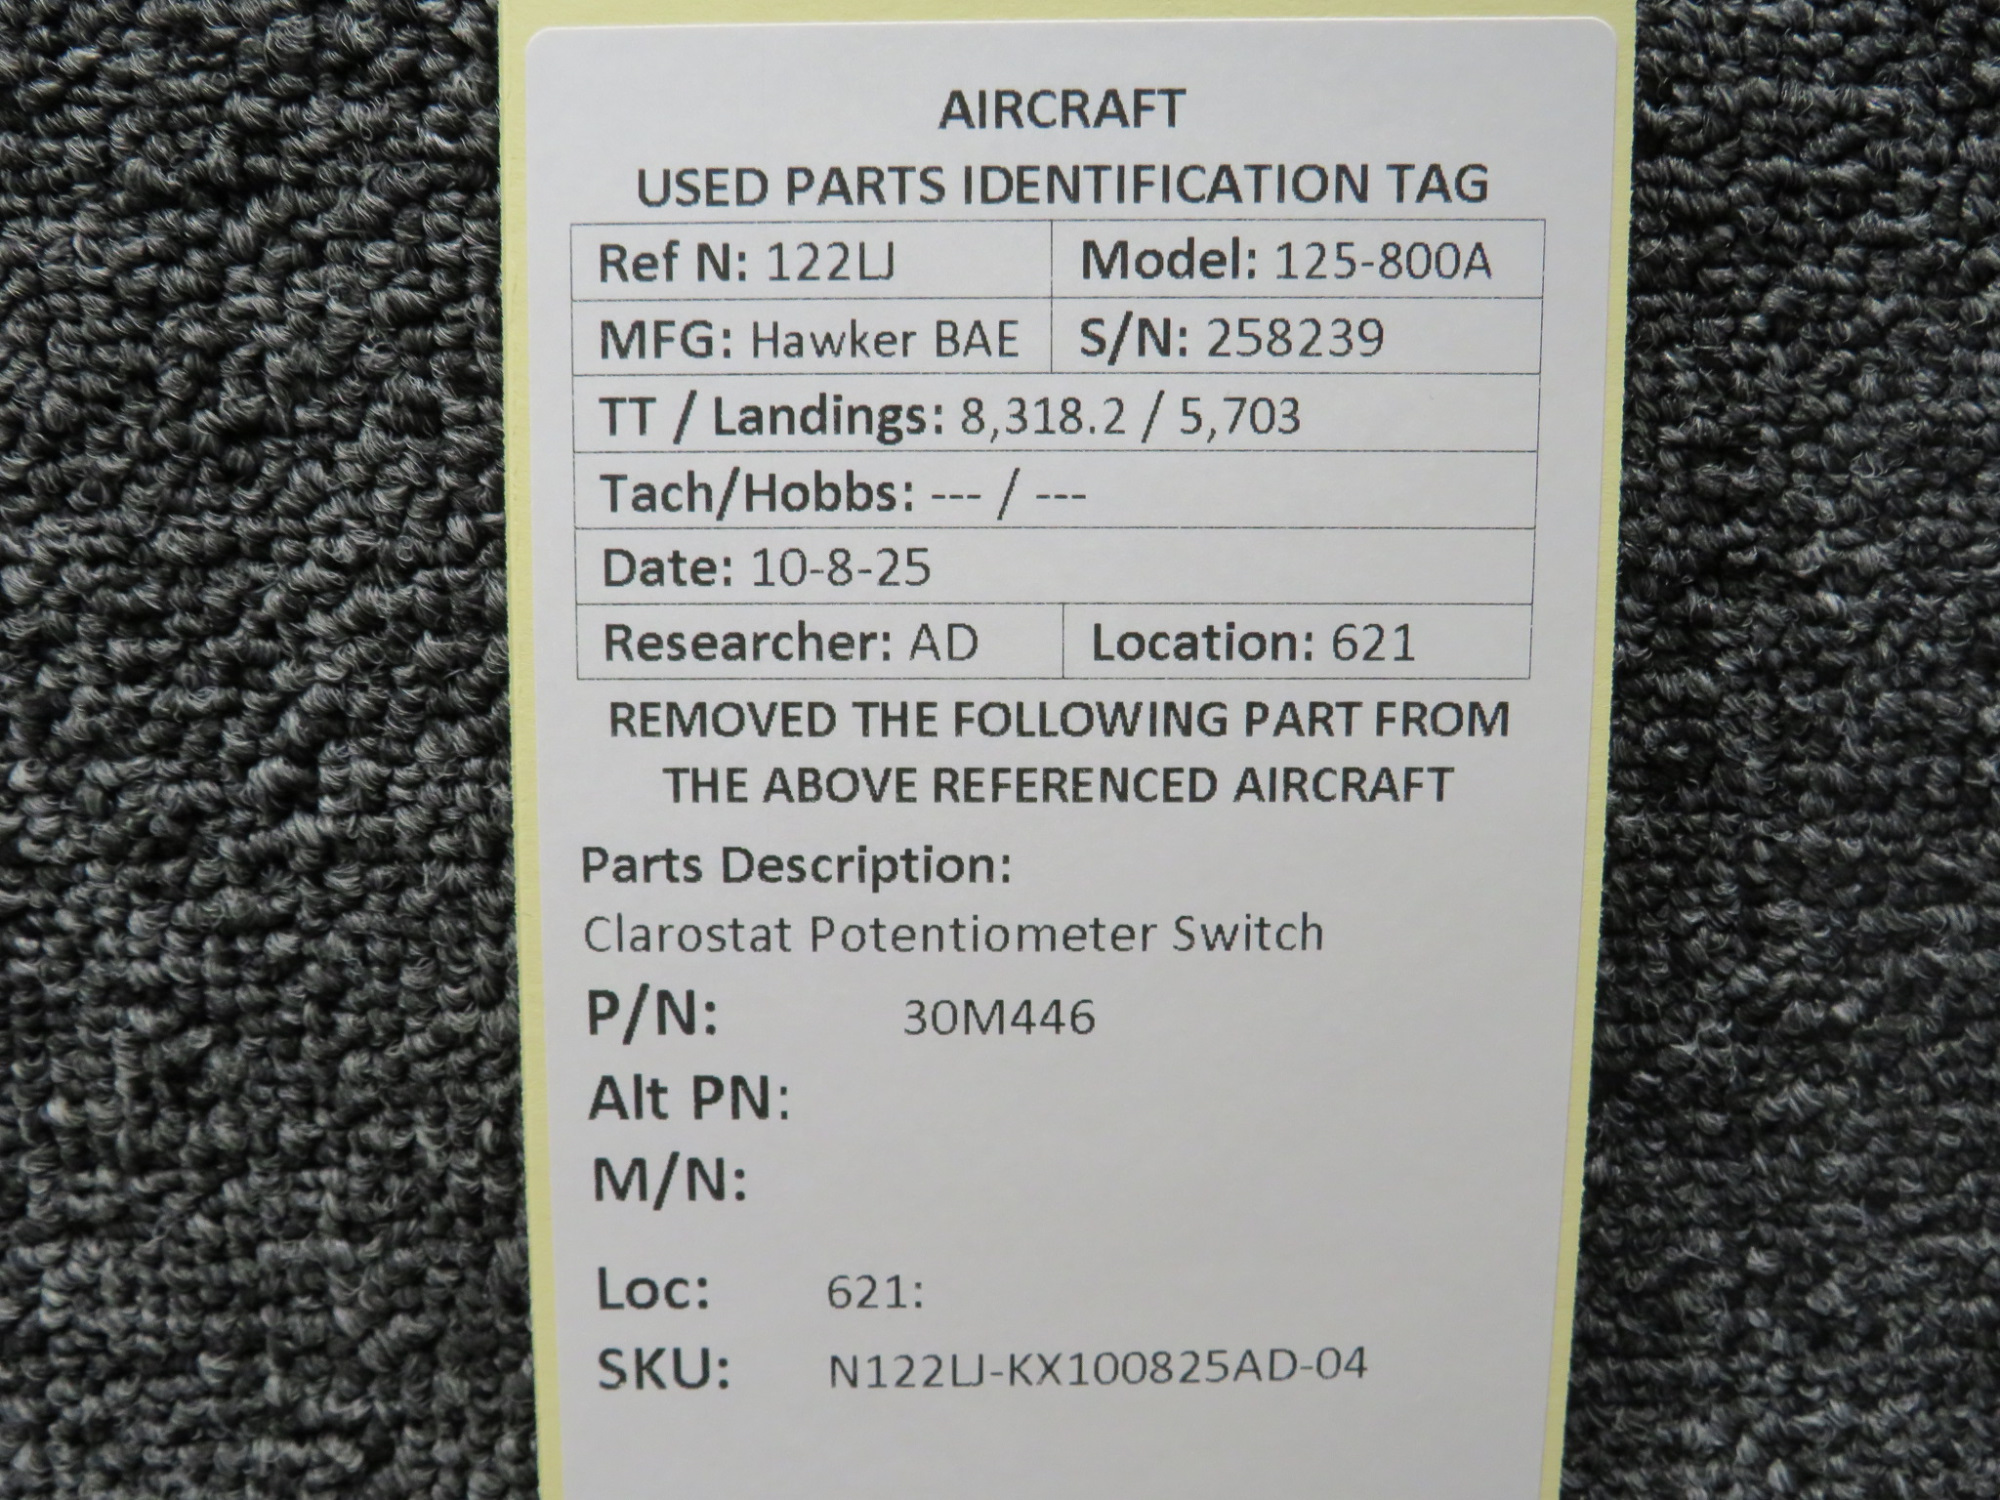 AIRCRAFT
USED PARTS IDENTIFICATION TAG
Ref N: 122LJ Model: 125-800A
MFG: Hawker BAE S/N: 258239
TT / Landings: 8,318.2 / 5,703
Tach/Hobbs: --- / ---
Date: 10-8-25
Researcher: AD Location: 621
REMOVED THE FOLLOWING PART FROM
THE ABOVE REFERENCED AIRCRAFT
Parts Description:
Clarostat Potentiometer Switch
P/N: 30M446
Alt PN:
M/N:
Loc: 621:
SKU: N122LJ-KX100825AD-04